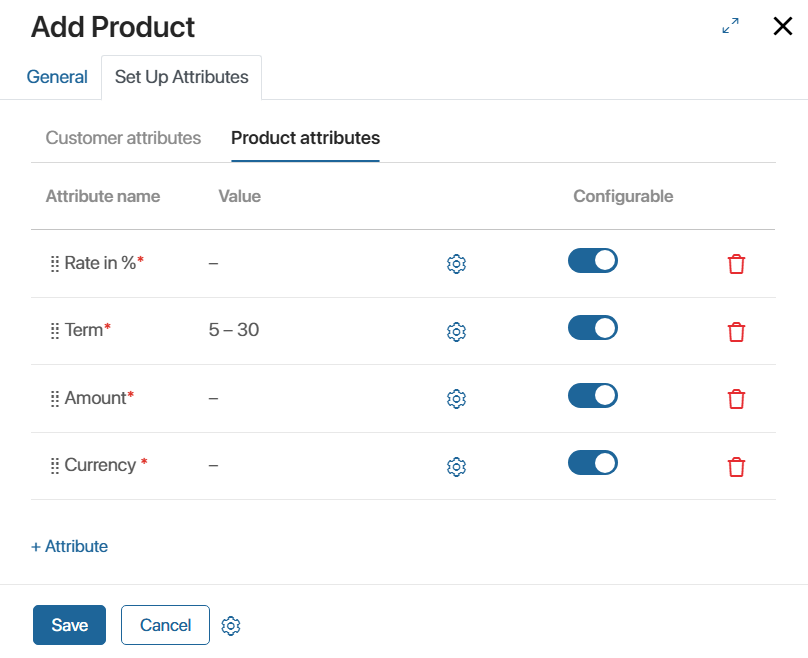 Add Product
General Set Up Attributes
Customer attributes Product attributes
Attribute name Value Configurable
Rate in %* –
Term* 5 – 30
Amount* –
Currency * –
+ Attribute
Save Cancel